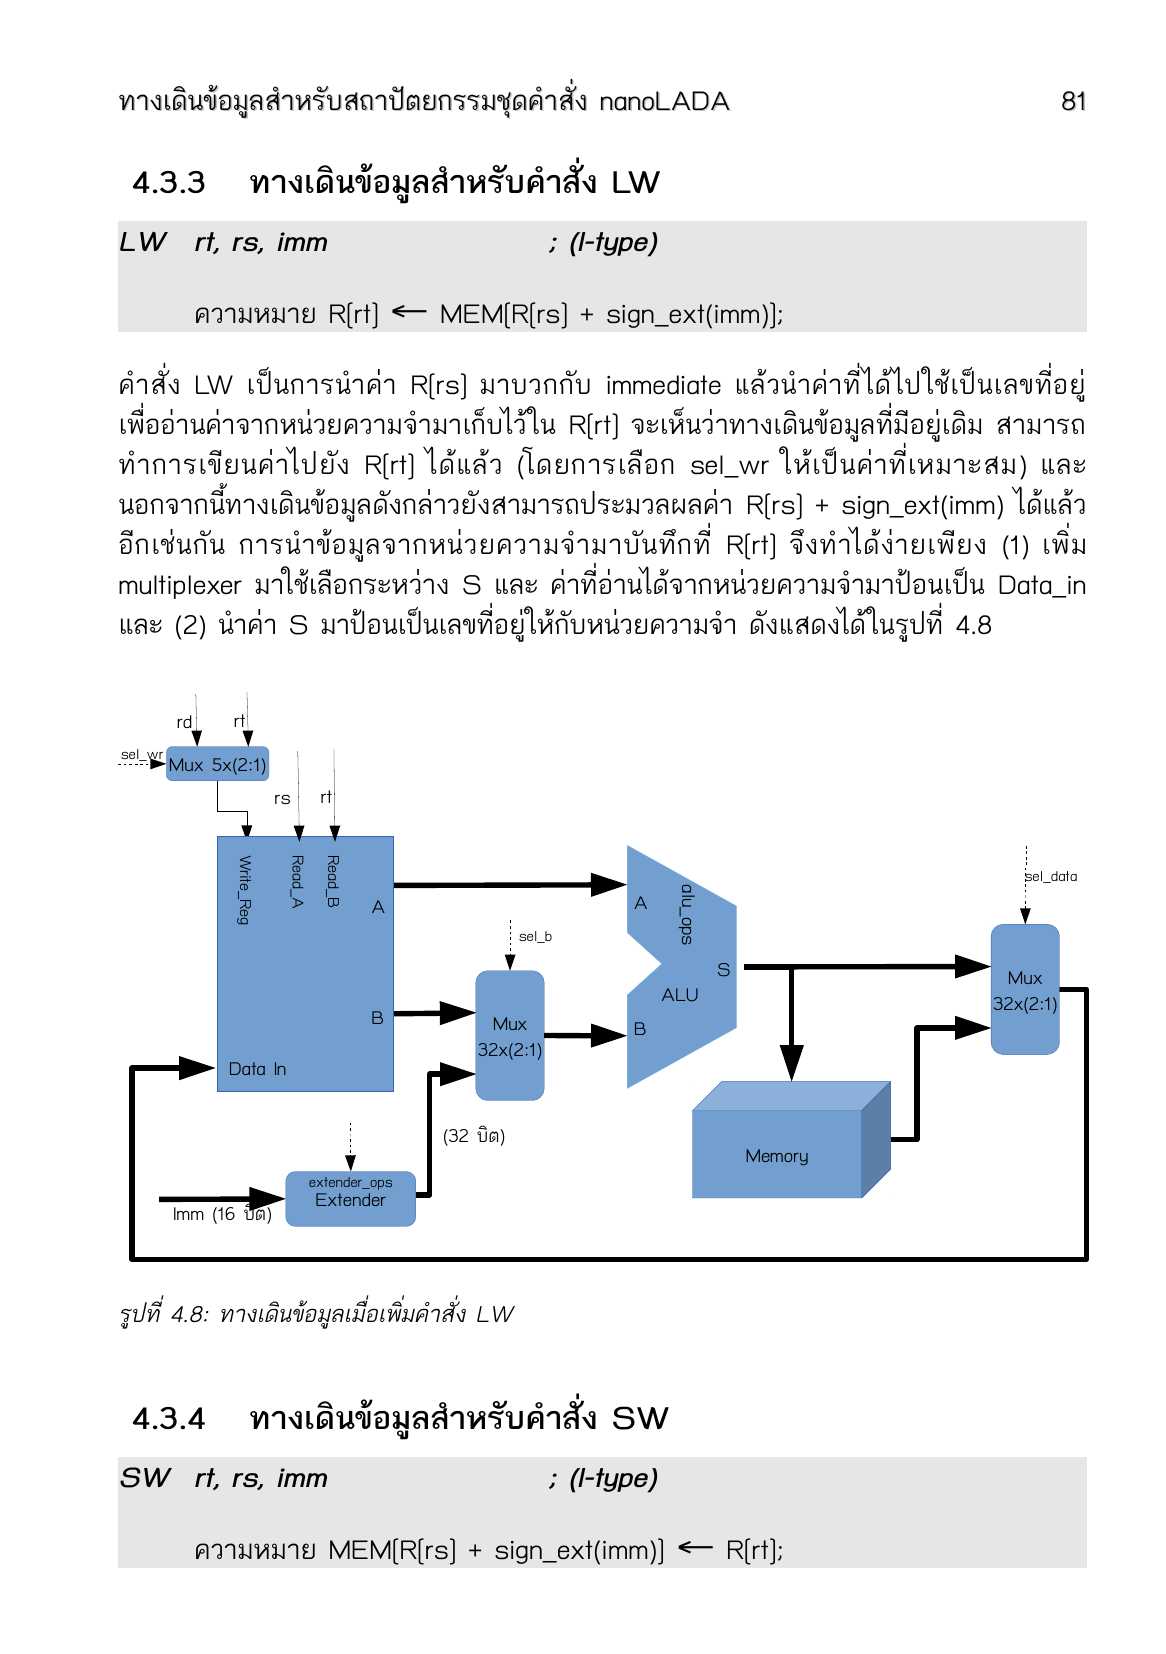 ทางเดินข้อมูลสำหรับสถาปัตยกรรมชุดคำสั่ง nanoLADA 81
4.3.3 ทางเดินข้อมูลสำหรับคำสั่ง LW
LW rt, rs, imm ; (I-type)
ความหมาย R[rt] ← MEM[R[rs] + sign_ext(imm)];
คำสั่ง LW เป็นการนำค่า R[rs] มาบวกกับ immediate แล้วนำค่าที่ได้ไปใช้เป็นเลขที่อยู่
เพื่ออ่านค่าจากหน่วยความจำมาเก็บไว้ใน R[rt] จะเห็นว่าทางเดินข้อมูลที่มีอยู่เดิม สามารถ
ทำการเขียนค่าไปยัง R[rt] ได้แล้ว (โดยการเลือก sel_wr ให้เป็นค่าที่เหมาะสม) และ
นอกจากนี้ทางเดินข้อมูลดังกล่าวยังสามารถประมวลผลค่า R[rs] + sign_ext(imm) ได้แล้ว
อีกเช่นกัน การนำข้อมูลจากหน่วยความจำมาบันทึกที่ R[rt] จึงทำได้ง่ายเพียง (1) เพิ่ม
multiplexer มาใช้เลือกระหว่าง S และ ค่าที่อ่านได้จากหน่วยความจำมาป้อนเป็น Data_in
และ (2) นำค่า S มาป้อนเป็นเลขที่อยู่ให้กับหน่วยความจำ ดังแสดงได้ในรูปที่ 4.8
rd rt
sel_wr
Mux 5x(2:1)
rs rt
Write_Reg
Read_A
Read_B
A
B
Data In
sel_b
Mux
32x(2:1)
A
alu_ops
S
ALU
B
sel_data
Mux
32x(2:1)
Memory
(32 บิต)
extender_ops
Extender
Imm (16 บิต)
รูปที่ 4.8: ทางเดินข้อมูลเมื่อเพิ่มคำสั่ง LW
4.3.4 ทางเดินข้อมูลสำหรับคำสั่ง SW
SW rt, rs, imm ; (I-type)
ความหมาย MEM[R[rs] + sign_ext(imm)] ← R[rt];